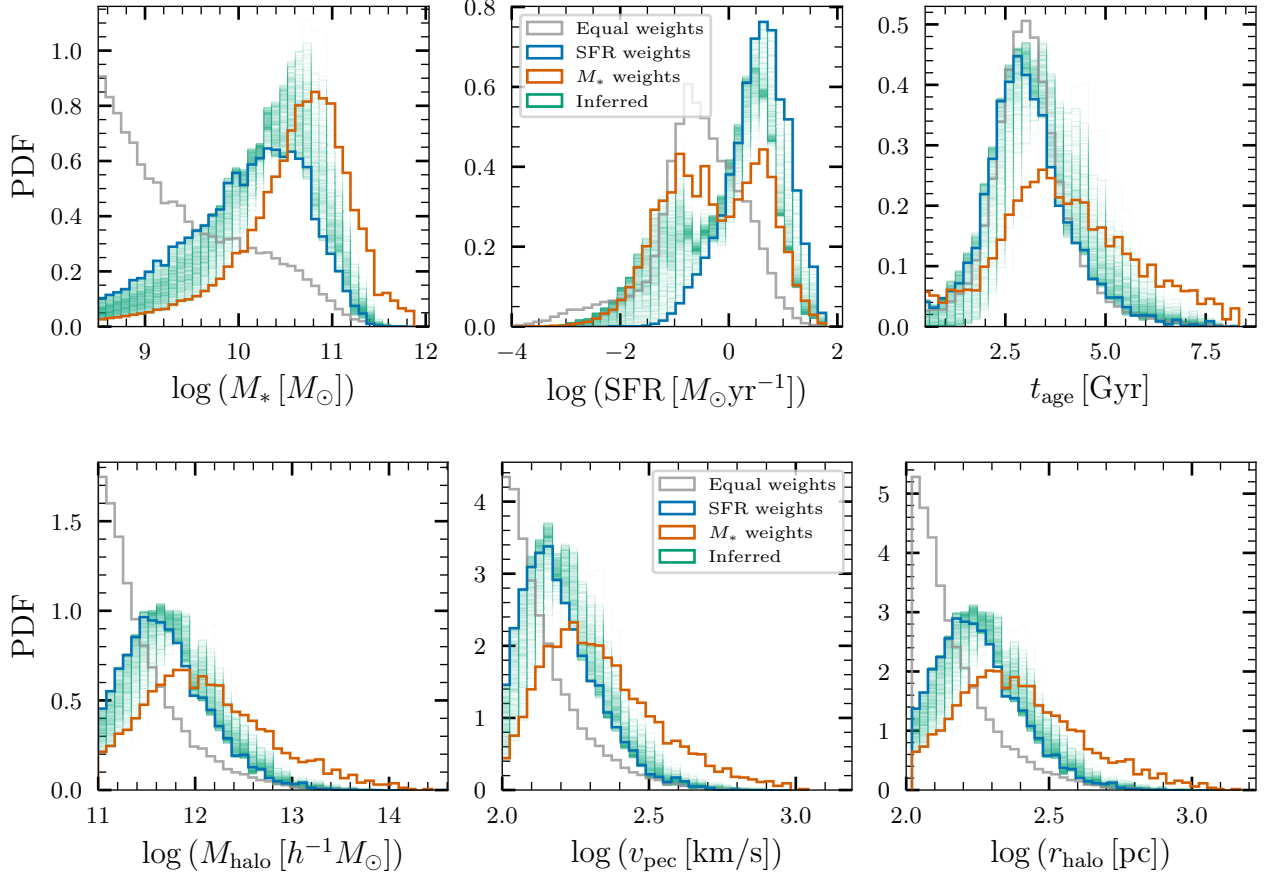 PDF
1.0
0.8
0.6
0.4
0.2
0.0
9 10 11 12
log (M* [M⊙])
0.8
0.6
0.4
0.2
0.0
−4 −2 0 2
log (SFR [M⊙yr−1])
Equal weights
SFR weights
M* weights
Inferred
0.5
0.4
0.3
0.2
0.1
0.0
2.5 5.0 7.5
tage [Gyr]
PDF
1.5
1.0
0.5
0.0
11 12 13 14
log (Mhalo [h−1M⊙])
4
3
2
1
0
2.0 2.5 3.0
log (vpec [km/s])
Equal weights
SFR weights
M* weights
Inferred
5
4
3
2
1
0
2.0 2.5 3.0
log (rhalo [pc])